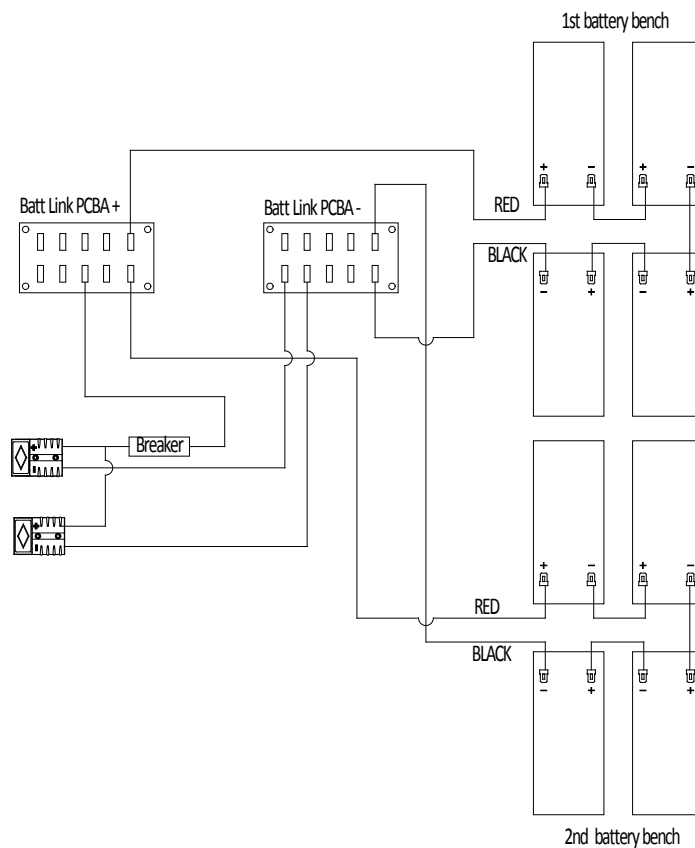 1st battery bench
+ - + -
Batt Link PCBA +
Batt Link PCBA -
RED
BLACK
- + - +
Breaker
+
-
+
-
+ - + -
RED
BLACK
- + - +
2nd battery bench